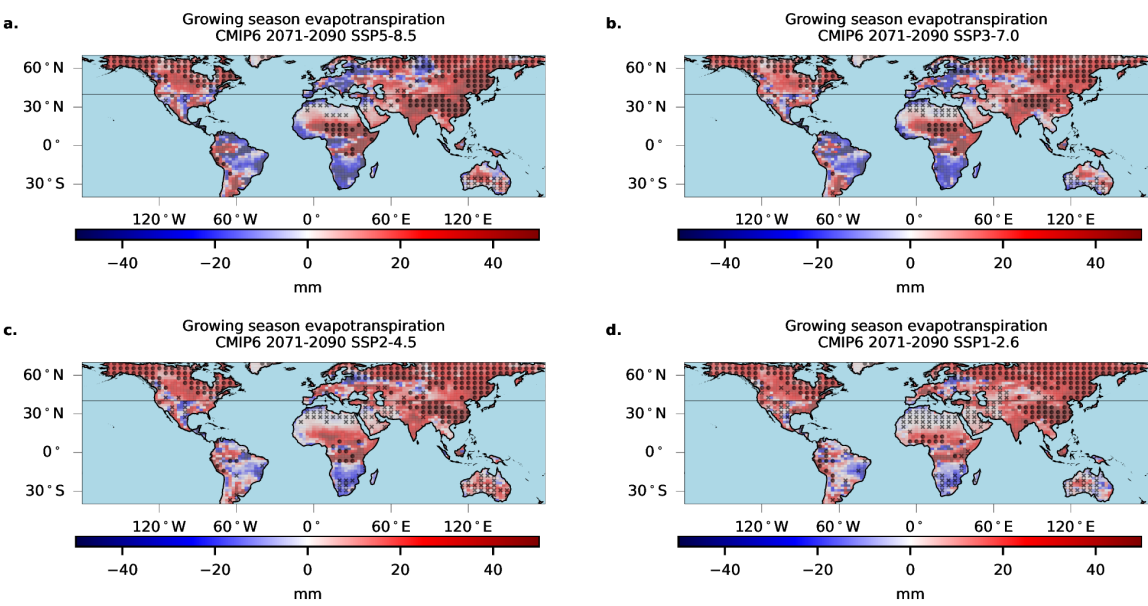 a.
Growing season evapotranspiration
CMIP6 2071-2090 SSP5-8.5
60°N
30°N
0°
30°S
120°W 60°W 0° 60°E 120°E
−40 −20 0 20 40
mm
b.
Growing season evapotranspiration
CMIP6 2071-2090 SSP3-7.0
60°N
30°N
0°
30°S
120°W 60°W 0° 60°E 120°E
−40 −20 0 20 40
mm
c.
Growing season evapotranspiration
CMIP6 2071-2090 SSP2-4.5
60°N
30°N
0°
30°S
120°W 60°W 0° 60°E 120°E
−40 −20 0 20 40
mm
d.
Growing season evapotranspiration
CMIP6 2071-2090 SSP1-2.6
60°N
30°N
0°
30°S
120°W 60°W 0° 60°E 120°E
−40 −20 0 20 40
mm